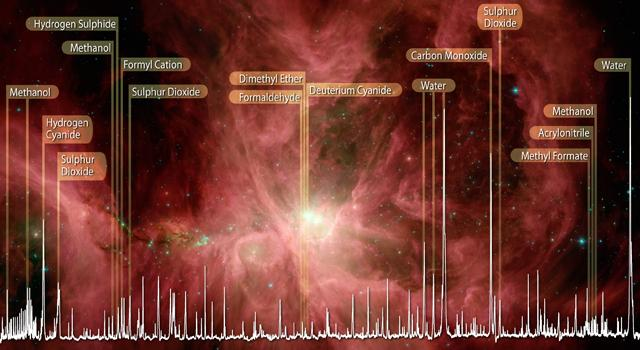 Sulphur
Dioxide
Hydrogen Sulphide
Methanol
Carbon Monoxide
Formyl Cation
Water
Dimethyl Ether
Water
Methanol
Sulphur Dioxide
Deuterium Cyanide
Formaldehyde
Methanol
Hydrogen
Cyanide
Acrylonitrile
Sulphur
Dioxide
Methyl Formate